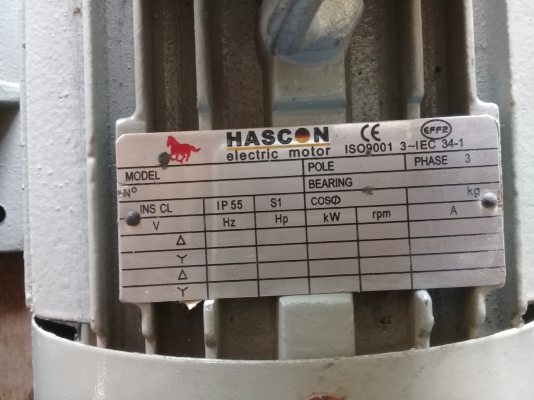 HASCON CE EFF2
electric motor ISO9001 3~IEC 34-1
MODEL POLE PHASE 3
N° BEARING kg
INS CL IP 55 S1 COSΦ
V Hz Hp kW rpm A
Δ
Y
Δ
Y